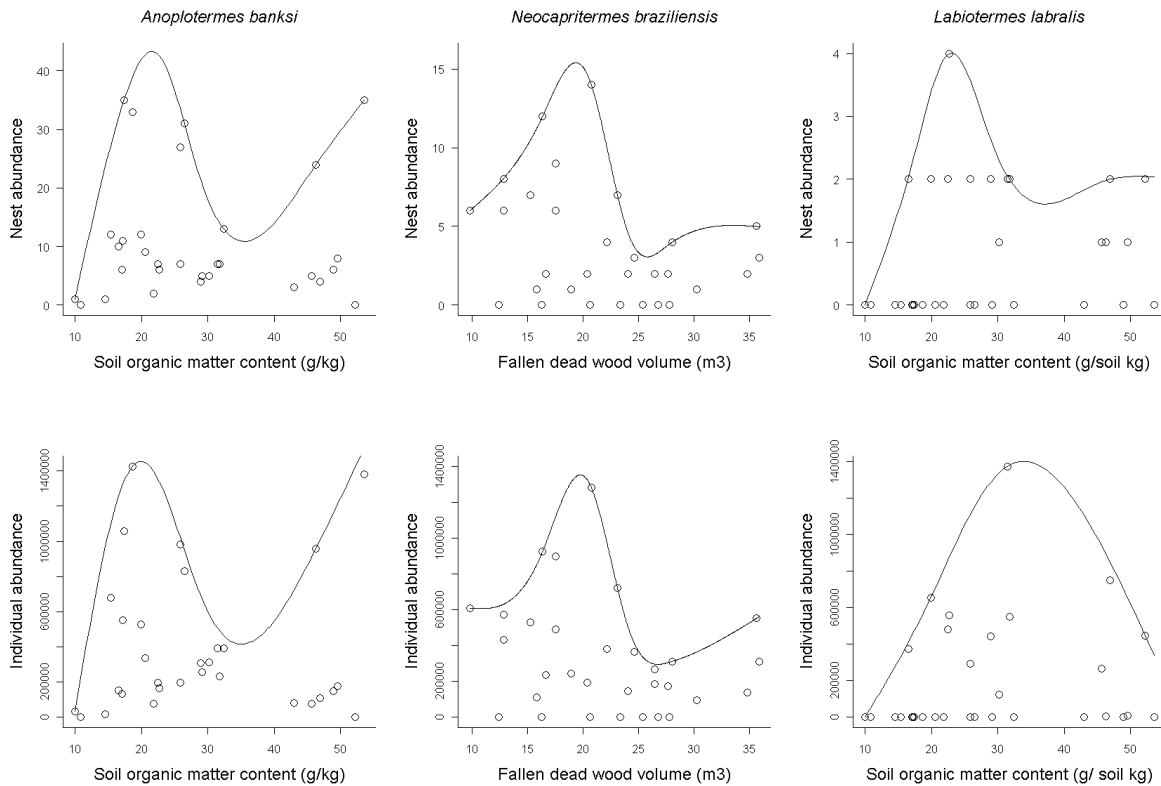 Anoplotermes banksi
Neocapritermes braziliensis
Labiotermes labralis
Nest abundance
40
30
20
10
0
10 20 30 40 50
Soil organic matter content (g/kg)
Nest abundance
15
10
5
0
10 15 20 25 30 35
Fallen dead wood volume (m3)
Nest abundance
4
3
2
1
0
10 20 30 40 50
Soil organic matter content (g/soil kg)
Individual abundance
1400000
1000000
600000
200000
0
10 20 30 40 50
Soil organic matter content (g/kg)
Individual abundance
1400000
1000000
600000
200000
0
10 15 20 25 30 35
Fallen dead wood volume (m3)
Individual abundance
1400000
1000000
600000
200000
0
10 20 30 40 50
Soil organic matter content (g/ soil kg)